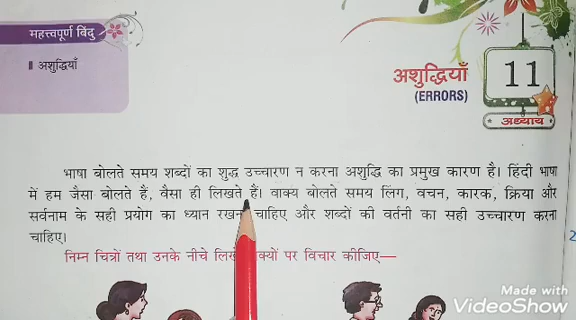 महत्त्वपूर्ण बिंदु
अशुद्धियाँ
अशुद्धियाँ
(ERRORS)
11
अध्याय
भाषा बोलते समय शब्दों का शुद्ध उच्चारण न करना अशुद्धि का प्रमुख कारण है। हिंदी भाषा
में हम जैसा बोलते हैं, वैसा ही लिखते हैं। वाक्य बोलते समय लिंग, वचन, कारक, क्रिया और
सर्वनाम के सही प्रयोग का ध्यान चाहिए और शब्दों की वर्तनी का सही उच्चारण करना
चाहिए।
निम्न चित्रों तथा उनके नीचे पर विचार कीजिए—
2
Made with
VideoShow